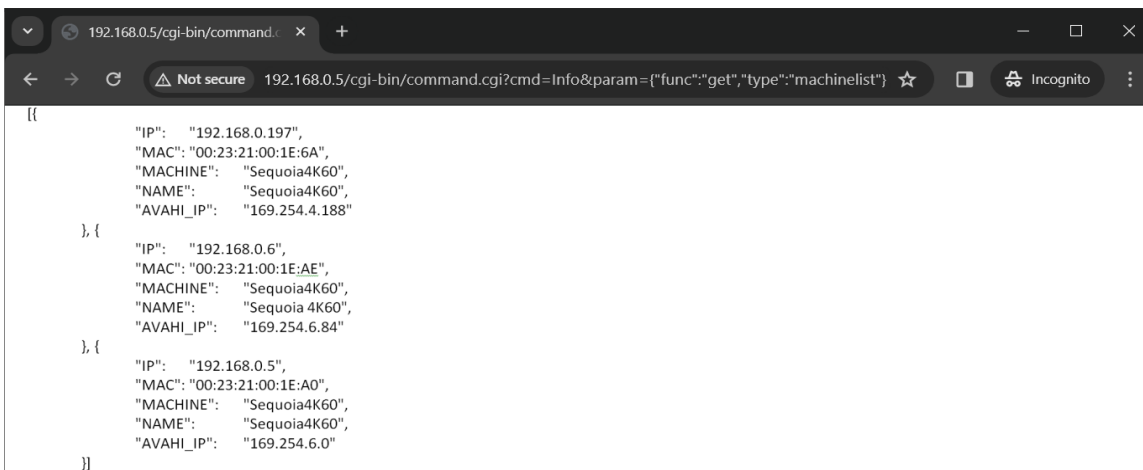 192.168.0.5/cgi-bin/command.c
Not secure 192.168.0.5/cgi-bin/command.cgi?cmd=Info&param={"func":"get","type":"machinelist"} Incognito
[{
"IP": "192.168.0.197",
"MAC": "00:23:21:00:1E:6A",
"MACHINE": "Sequoia4K60",
"NAME": "Sequoia4K60",
"AVAHI_IP": "169.254.4.188"
}, {
"IP": "192.168.0.6",
"MAC": "00:23:21:00:1E:AE",
"MACHINE": "Sequoia4K60",
"NAME": "Sequoia 4K60",
"AVAHI_IP": "169.254.6.84"
}, {
"IP": "192.168.0.5",
"MAC": "00:23:21:00:1E:A0",
"MACHINE": "Sequoia4K60",
"NAME": "Sequoia4K60",
"AVAHI_IP": "169.254.6.0"
}]